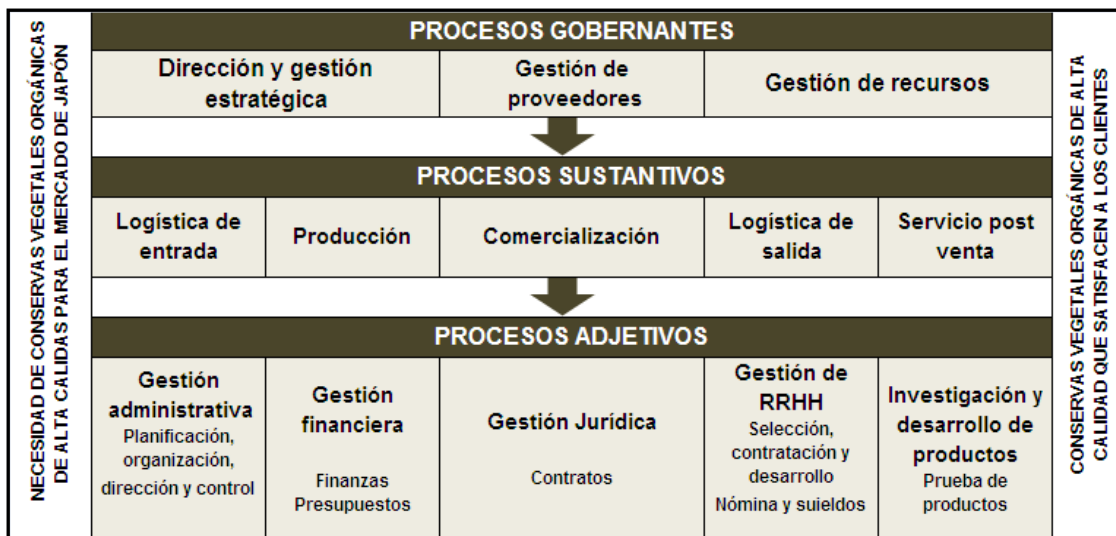 NECESIDAD DE CONSERVAS VEGETALES ORGÁNICAS
DE ALTA CALIDAS PARA EL MERCADO DE JAPÓN
PROCESOS GOBERNANTES
Dirección y gestión
estratégica
Gestión de
proveedores
Gestión de recursos
PROCESOS SUSTANTIVOS
Logística de
entrada
Producción
Comercialización
Logística de
salida
Servicio post
venta
PROCESOS ADJETIVOS
Gestión
administrativa
Planificación,
organización,
dirección y control
Gestión
financiera
Finanzas
Presupuestos
Gestión Jurídica
Contratos
Gestión de
RRHH
Selección,
contratación y
desarrollo
Nómina y suieldos
Investigación y
desarrollo de
productos
Prueba de
productos
CONSERVAS VEGETALES ORGÁNICAS DE ALTA
CALIDAD QUE SATISFACEN A LOS CLIENTES